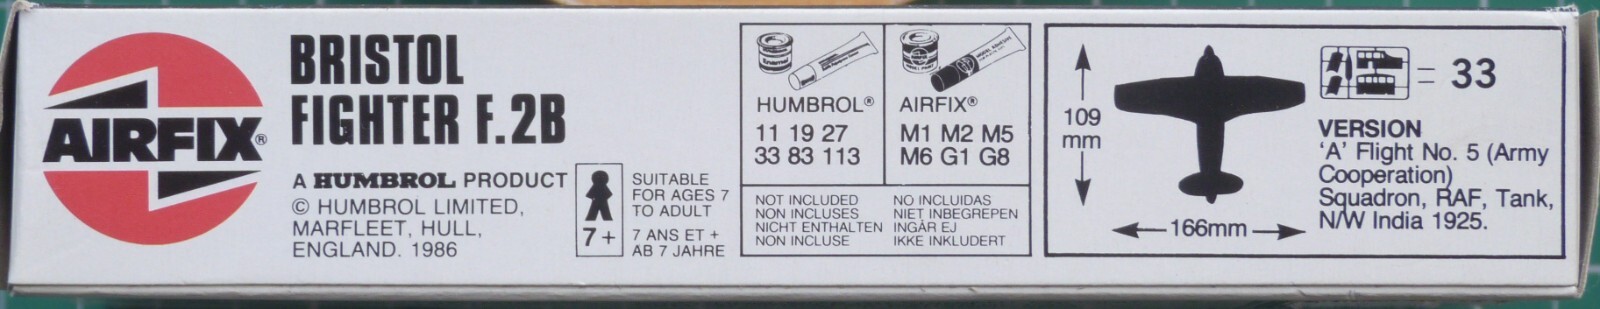 AIRFIX®
BRISTOL
FIGHTER F.2B
A HUMBROL PRODUCT
© HUMBROL LIMITED,
MARFLEET, HULL,
ENGLAND. 1986
7+
SUITABLE
FOR AGES 7
TO ADULT
7 ANS ET +
AB 7 JAHRE
HUMBROL®
11 19 27
33 83 113
AIRFIX®
M1 M2 M5
M6 G1 G8
NOT INCLUDED
NON INCLUSES
NICHT ENTHALTEN
NON INCLUSE
NO INCLUIDAS
NIET INBEGREPEN
INGÅR EJ
IKKE INKLUDERT
109
mm
166mm
= 33
VERSION
'A' Flight No. 5 (Army
Cooperation)
Squadron, RAF, Tank,
N/W India 1925.